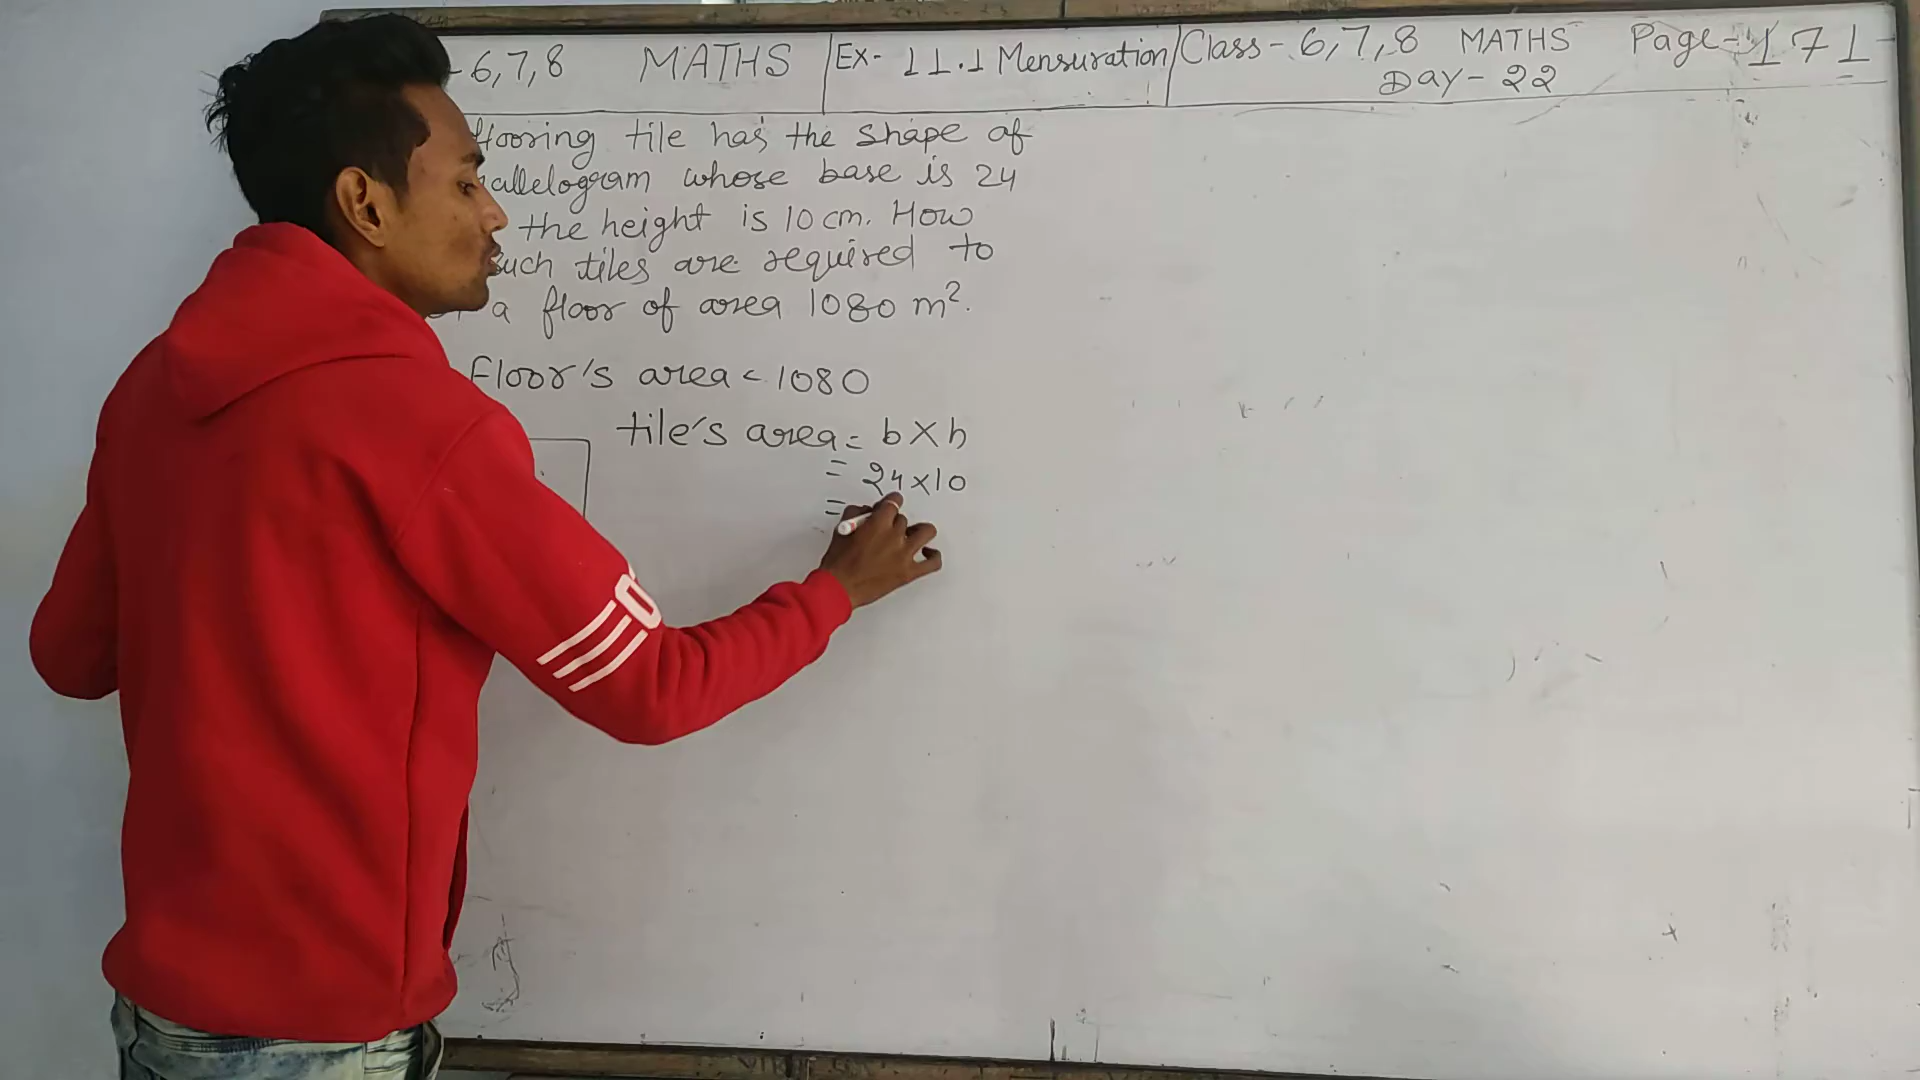 - 6,7,8 MATHS
Ex- 11.1 Mensuration
Class- 6,7,8 MATHS Page- 171
Day- 22
flooring tile has the shape of
allelogram whose base is 24
the height is 10 cm. How
such tiles are required to
a floor of area 1080 m².
Floor's area = 1080
tile's area = b×h
= 24×10
=